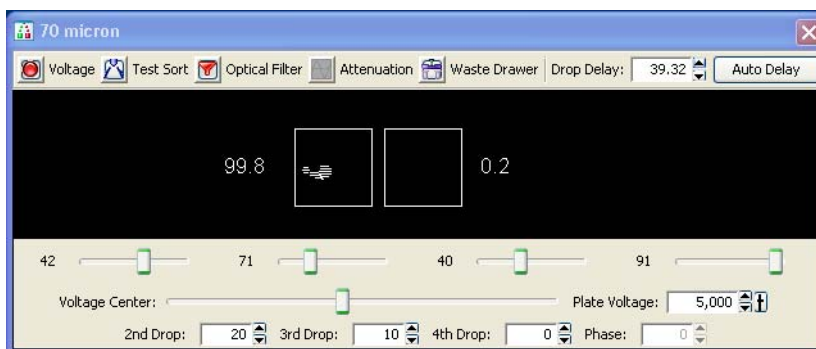 70 micron
Voltage Test Sort Optical Filter Attenuation Waste Drawer Drop Delay: 39.32 Auto Delay
99.8 0.2
42 71 40 91
Voltage Center: Plate Voltage: 5,000
2nd Drop: 20 3rd Drop: 10 4th Drop: 0 Phase: 0